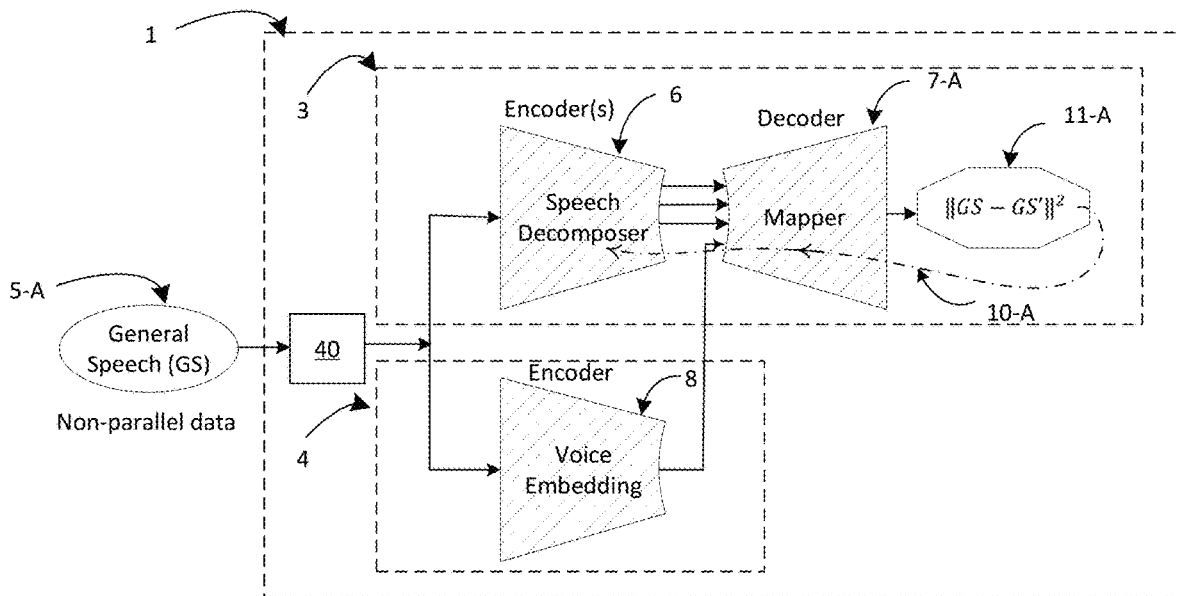 1
3
6
7-A
Encoder(s)
Decoder
11-A
Speech
Decomposer
Mapper
‖GS − GS′‖²
5-A
10-A
General
Speech (GS)
40
Encoder
8
Non-parallel data
4
Voice
Embedding